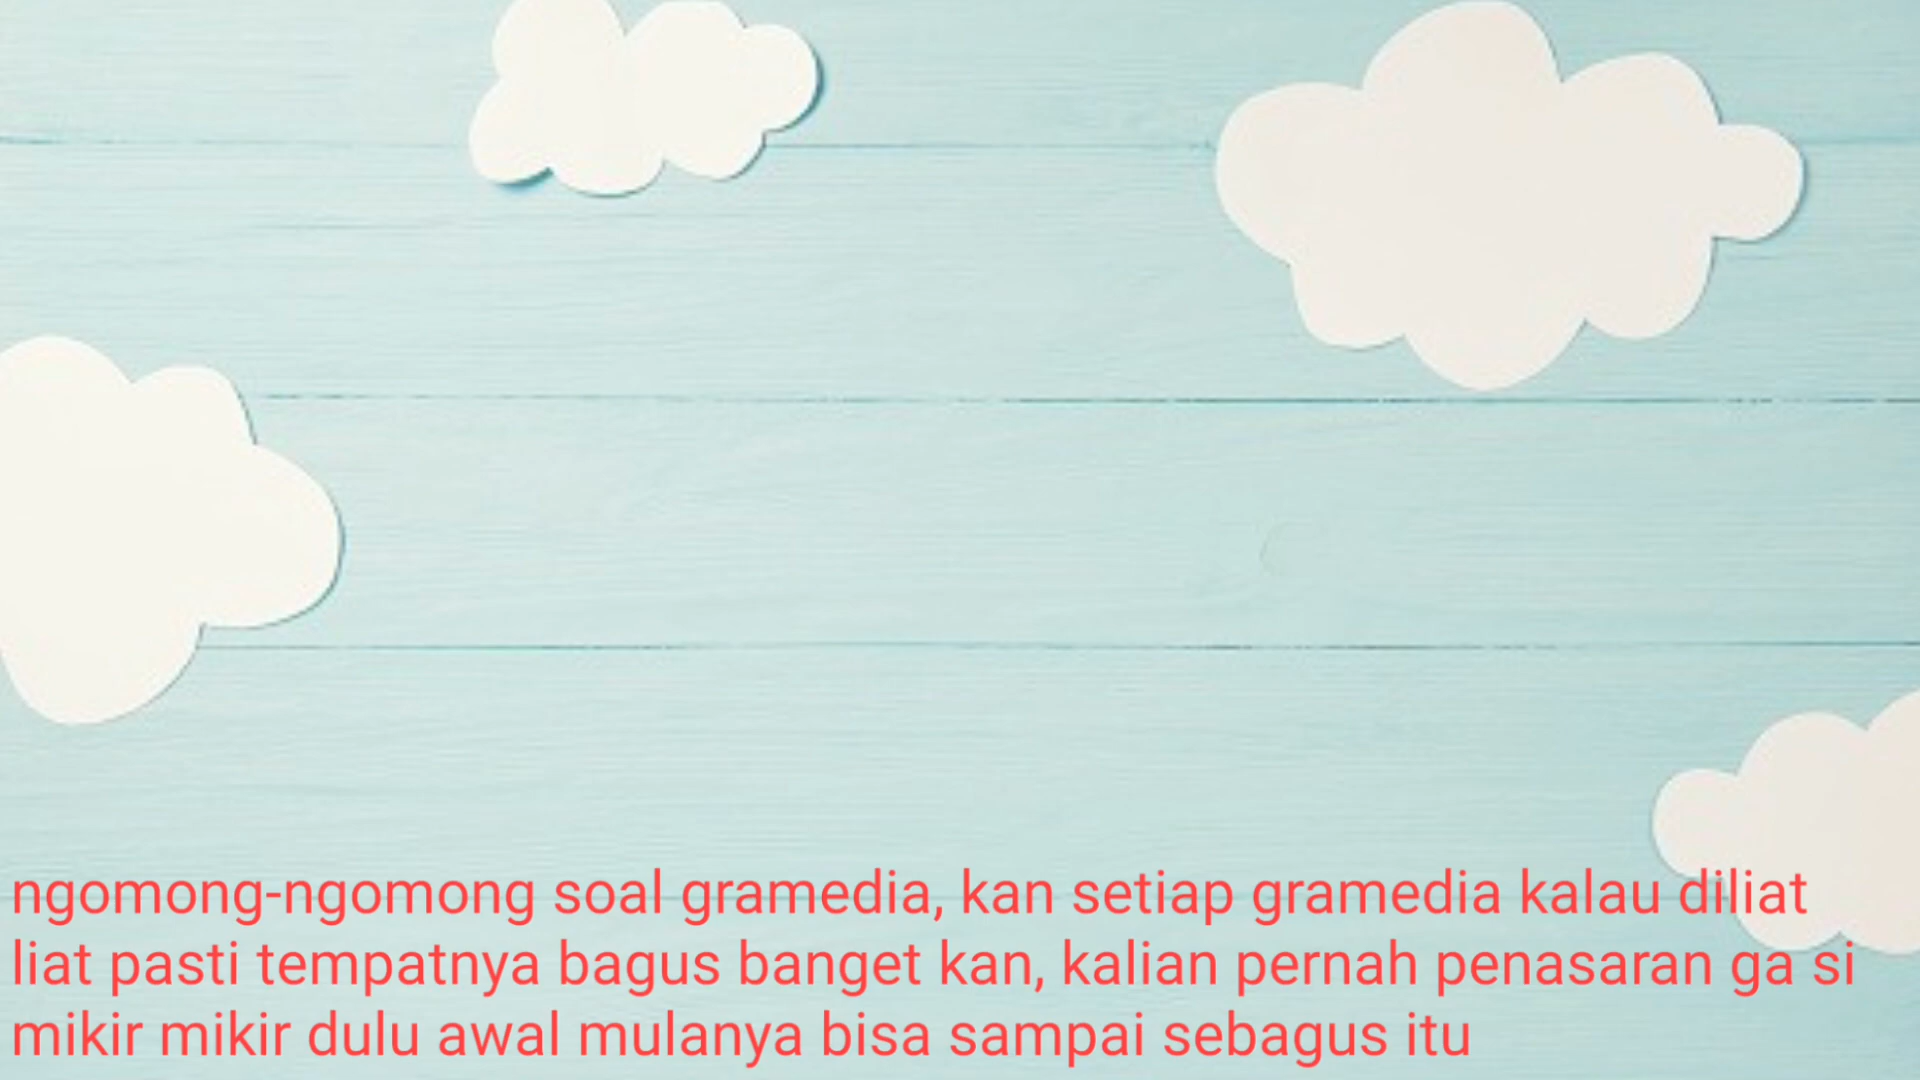 ngomong-ngomong soal gramedia, kan setiap gramedia kalau diliat
liat pasti tempatnya bagus banget kan, kalian pernah penasaran ga si
mikir mikir dulu awal mulanya bisa sampai sebagus itu